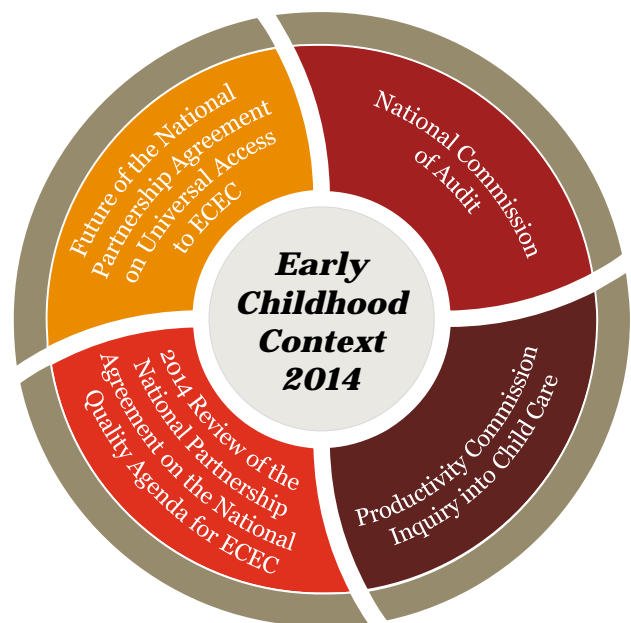 Future of the National
Partnership Agreement
on Universal Access
to ECEC
National Commission
of Audit
Early
Childhood
Context
2014
2014 Review of the
National Partnership
Agreement on the National
Quality Agenda for ECEC
Productivity Commission
Inquiry into Child Care